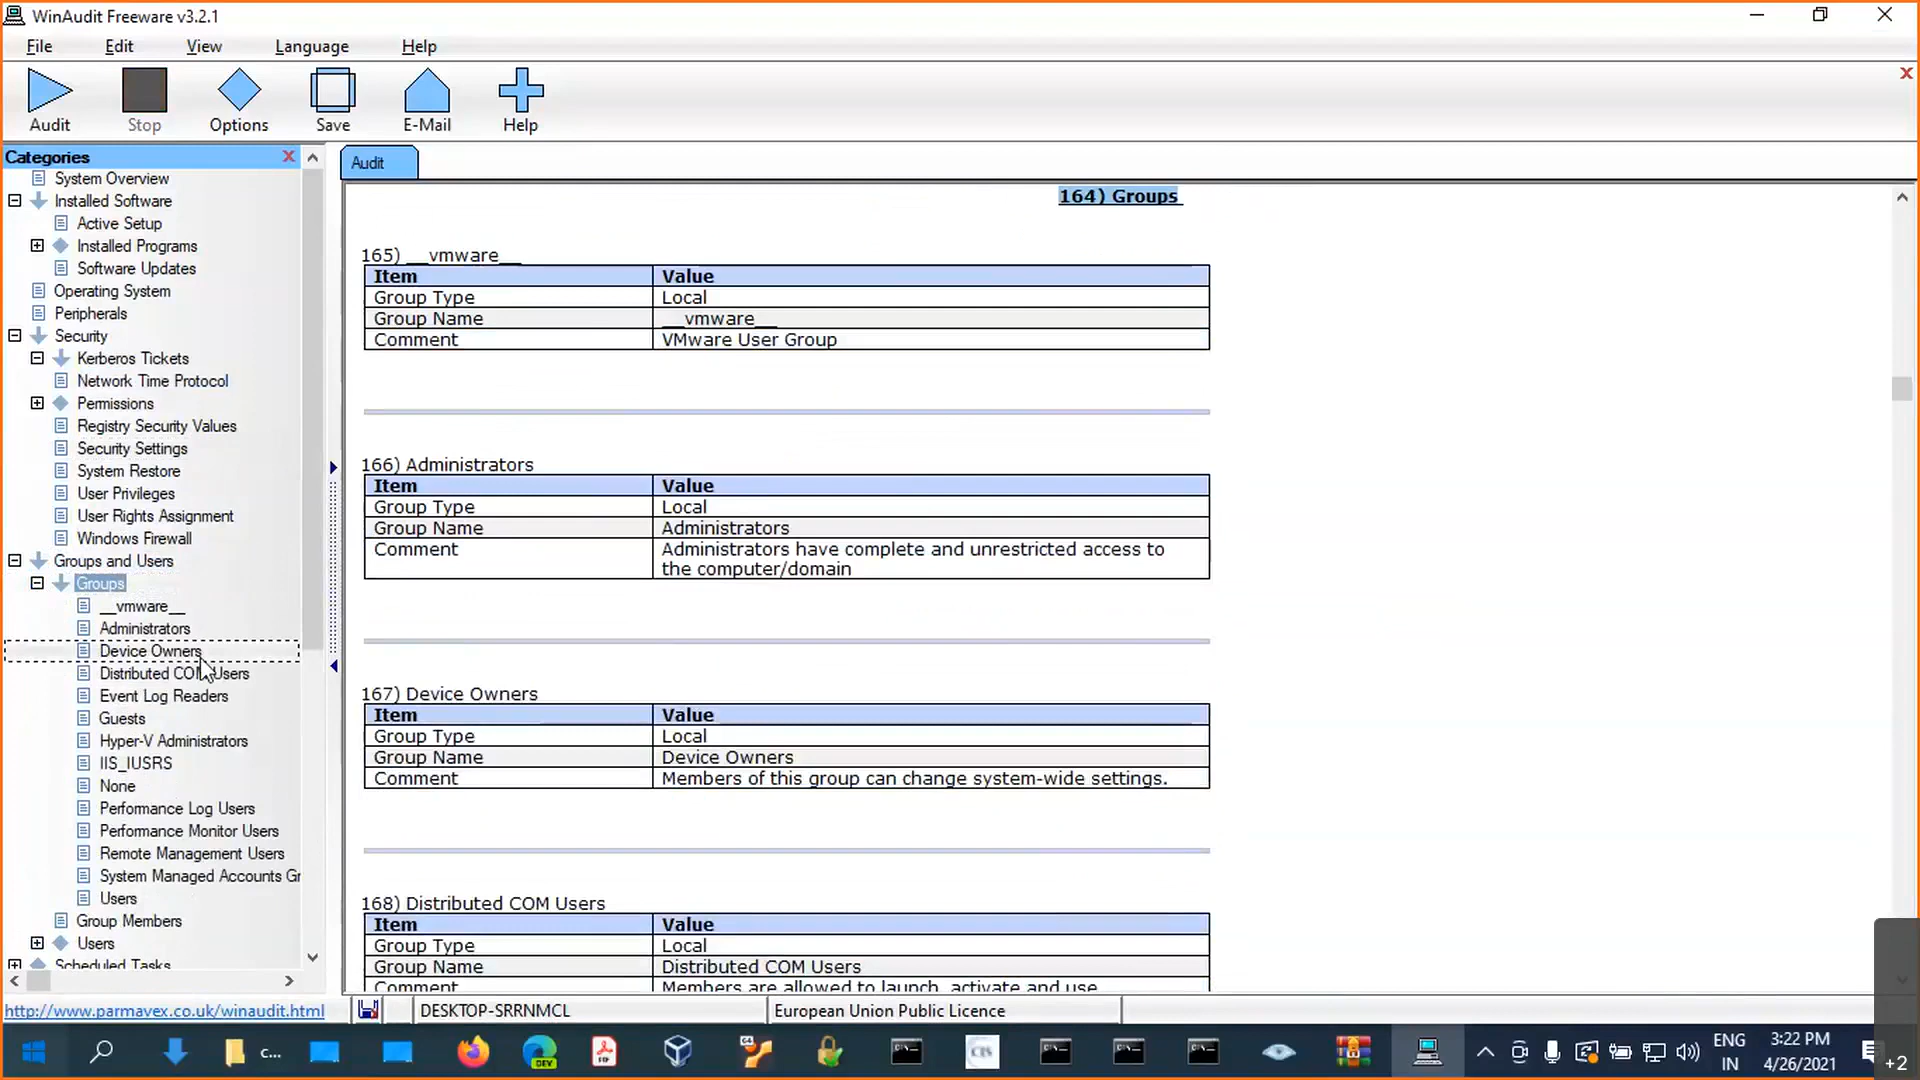 WinAudit Freeware v3.2.1
File Edit View Language Help
Audit Stop Options Save E-Mail Help
Categories
System Overview
Installed Software
Active Setup
Installed Programs
Software Updates
Operating System
Peripherals
Security
Kerberos Tickets
Network Time Protocol
Permissions
Registry Security Values
Security Settings
System Restore
User Privileges
User Rights Assignment
Windows Firewall
Groups and Users
Groups
__vmware__
Administrators
Device Owners
Distributed COM Users
Event Log Readers
Guests
Hyper-V Administrators
IIS_IUSRS
None
Performance Log Users
Performance Monitor Users
Remote Management Users
System Managed Accounts Gr
Users
Group Members
Users
Scheduled Tasks
Audit
164) Groups
165) __vmware__
Item Value
Group Type Local
Group Name __vmware__
Comment VMware User Group
166) Administrators
Item Value
Group Type Local
Group Name Administrators
Comment Administrators have complete and unrestricted access to
the computer/domain
167) Device Owners
Item Value
Group Type Local
Group Name Device Owners
Comment Members of this group can change system-wide settings.
168) Distributed COM Users
Item Value
Group Type Local
Group Name Distributed COM Users
Comment Members are allowed to launch, activate and use
http://www.parmavex.co.uk/winaudit.html DESKTOP-SRRNMCL European Union Public Licence
c...
DEV
PDF
64
CIS
ENG
IN
3:22 PM
4/26/2021
+2